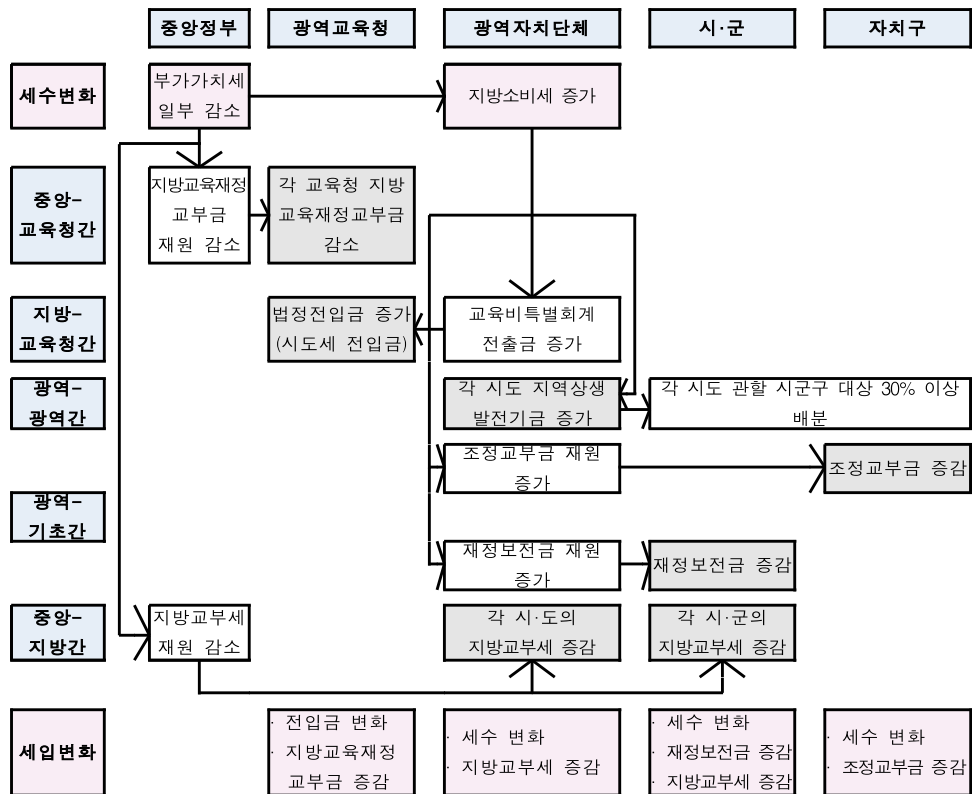 중앙정부
광역교육청
광역자치단체
시·군
자치구
세수변화
부가가치세
일부 감소
지방소비세 증가
중앙–
교육청간
지방교육재정
교부금
재원 감소
각 교육청 지방
교육재정교부금
감소
지방–
교육청간
법정전입금 증가
(시도세 전입금)
교육비특별회계
전출금 증가
광역–
광역간
각 시도 지역상생
발전기금 증가
각 시도 관할 시군구 대상 30% 이상
배분
조정교부금 재원
증가
조정교부금 증감
광역–
기초간
재정보전금 재원
증가
재정보전금 증감
중앙–
지방간
지방교부세
재원 감소
각 시·도의
지방교부세 증감
각 시·군의
지방교부세 증감
세입변화
· 전입금 변화
· 지방교육재정
교부금 증감
· 세수 변화
· 지방교부세 증감
· 세수 변화
· 재정보전금 증감
· 지방교부세 증감
· 세수 변화
· 조정교부금 증감